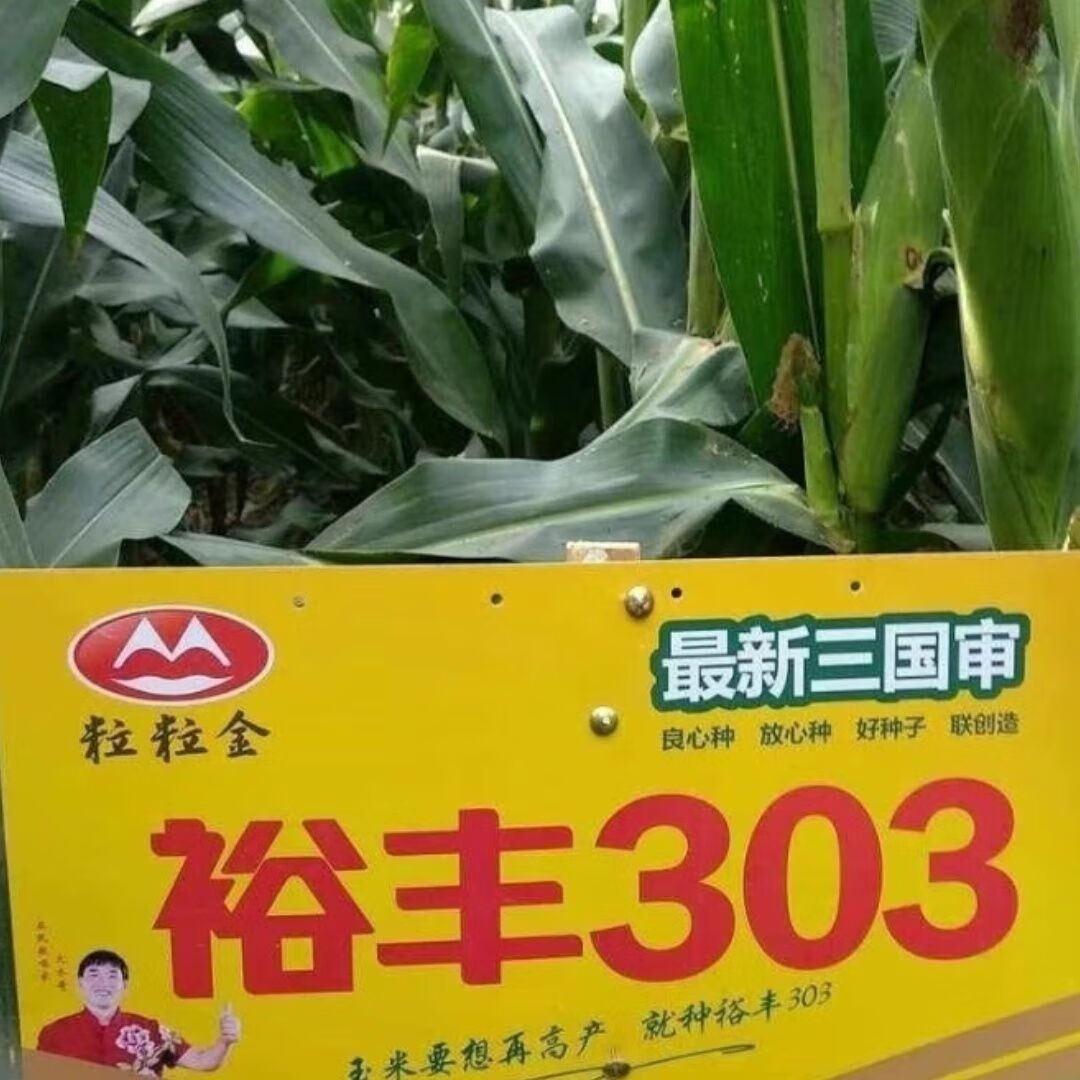 粒粒金
最新三国审
良心种 放心种 好种子 联创造
裕丰303
玉米要想再高产 就种裕丰303